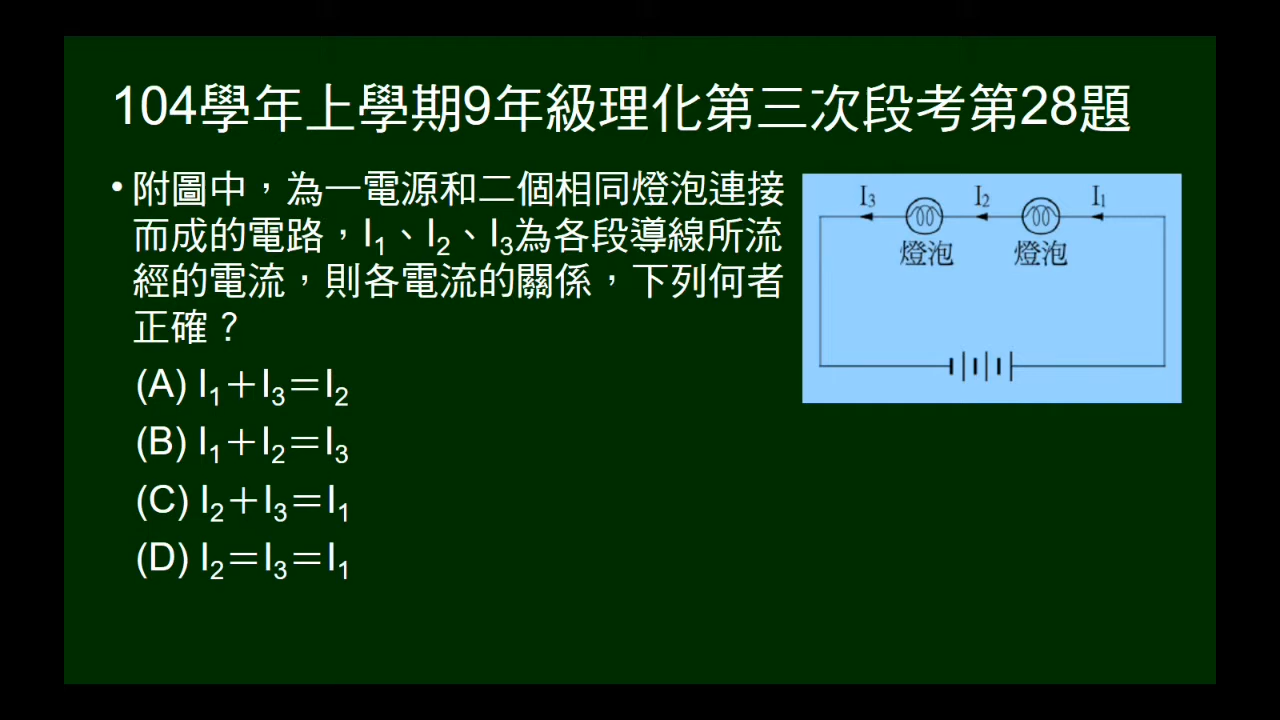 104學年上學期9年級理化第三次段考第28題
•附圖中，為一電源和二個相同燈泡連接
而成的電路，I₁、I₂、I₃為各段導線所流
經的電流，則各電流的關係，下列何者
正確？
(A) I₁＋I₃＝I₂
(B) I₁＋I₂＝I₃
(C) I₂＋I₃＝I₁
(D) I₂＝I₃＝I₁
I₃ I₂ I₁
燈泡 燈泡